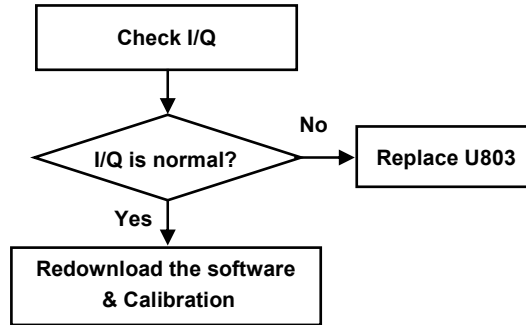 Check I/Q
No
I/Q is normal?
Replace U803
Yes
Redownload the software
& Calibration